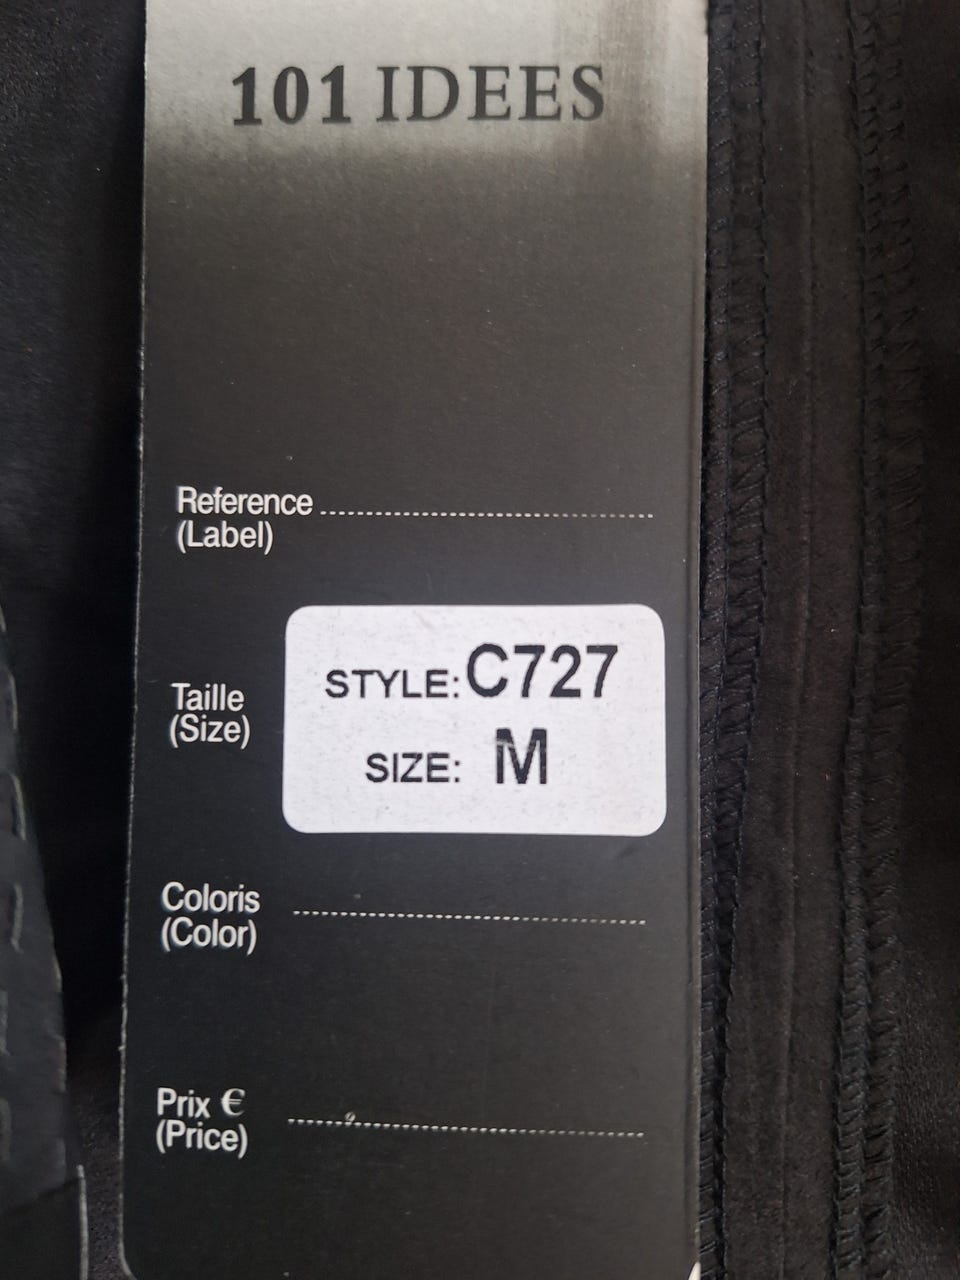 101 IDEES
Reference ....................
(Label)
STYLE: C727
Taille
(Size)
SIZE: M
Coloris ....................
(Color)
Prix € ....................
(Price)